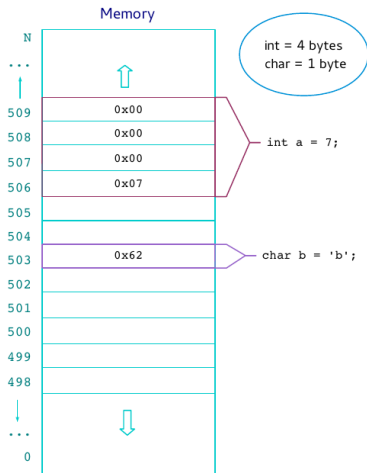 Memory
N
...
int = 4 bytes
char = 1 byte
509 0x00
508 0x00
507 0x00
506 0x07
int a = 7;
505
504
503 0x62
char b = 'b';
502
501
500
499
498
...
0